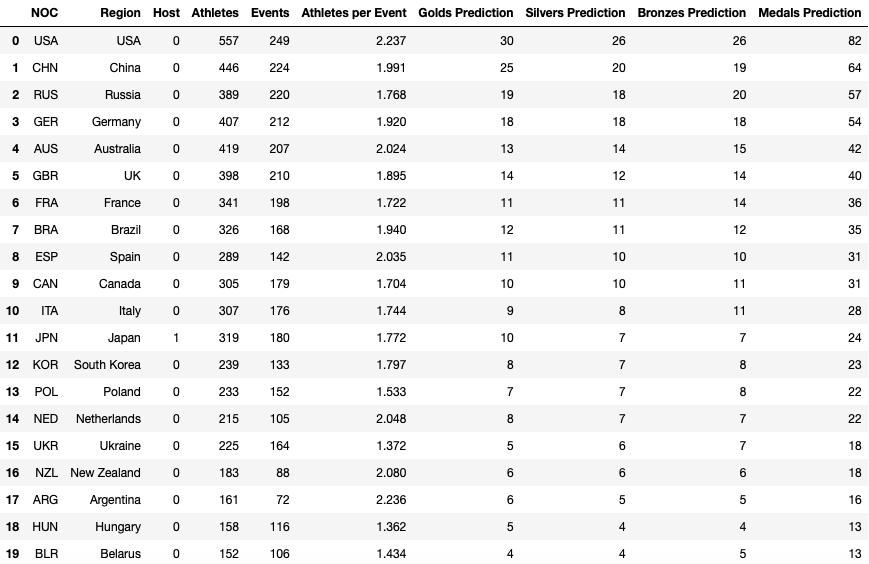 NOC Region Host Athletes Events Athletes per Event Golds Prediction Silvers Prediction Bronzes Prediction Medals Prediction
0 USA USA 0 557 249 2.237 30 26 26 82
1 CHN China 0 446 224 1.991 25 20 19 64
2 RUS Russia 0 389 220 1.768 19 18 20 57
3 GER Germany 0 407 212 1.920 18 18 18 54
4 AUS Australia 0 419 207 2.024 13 14 15 42
5 GBR UK 0 398 210 1.895 14 12 14 40
6 FRA France 0 341 198 1.722 11 11 14 36
7 BRA Brazil 0 326 168 1.940 12 11 12 35
8 ESP Spain 0 289 142 2.035 11 10 10 31
9 CAN Canada 0 305 179 1.704 10 10 11 31
10 ITA Italy 0 307 176 1.744 9 8 11 28
11 JPN Japan 1 319 180 1.772 10 7 7 24
12 KOR South Korea 0 239 133 1.797 8 7 8 23
13 POL Poland 0 233 152 1.533 7 7 8 22
14 NED Netherlands 0 215 105 2.048 8 7 7 22
15 UKR Ukraine 0 225 164 1.372 5 6 7 18
16 NZL New Zealand 0 183 88 2.080 6 6 6 18
17 ARG Argentina 0 161 72 2.236 6 5 5 16
18 HUN Hungary 0 158 116 1.362 5 4 4 13
19 BLR Belarus 0 152 106 1.434 4 4 5 13